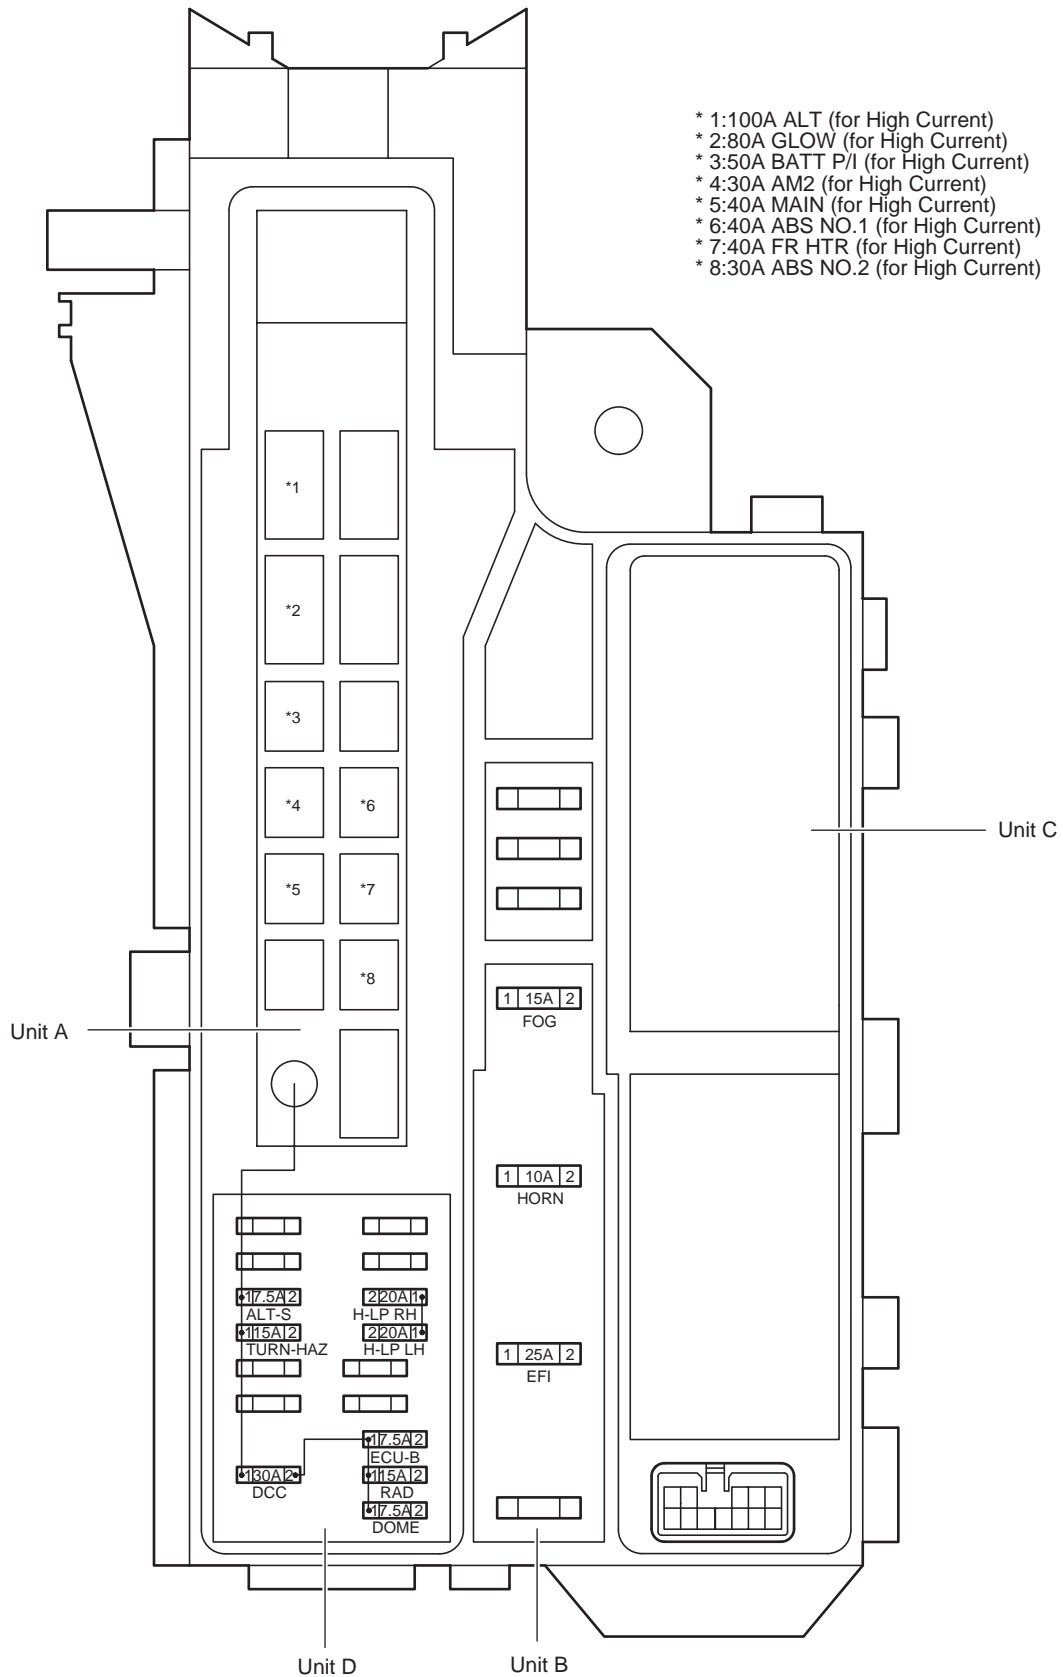 * 1:100A ALT (for High Current)
* 2:80A GLOW (for High Current)
* 3:50A BATT P/I (for High Current)
* 4:30A AM2 (for High Current)
* 5:40A MAIN (for High Current)
* 6:40A ABS NO.1 (for High Current)
* 7:40A FR HTR (for High Current)
* 8:30A ABS NO.2 (for High Current)
*1
*2
*3
*4 *6
*5 *7
*8
Unit C
Unit A
1 15A 2
FOG
1 10A 2
HORN
1 25A 2
EFI
1 7.5A 2
ALT-S
2 20A 1
H-LP RH
1 15A 2
TURN-HAZ
2 20A 1
H-LP LH
1 7.5A 2
ECU-B
1 30A 2
DCC
1 15A 2
RAD
1 7.5A 2
DOME
Unit D
Unit B